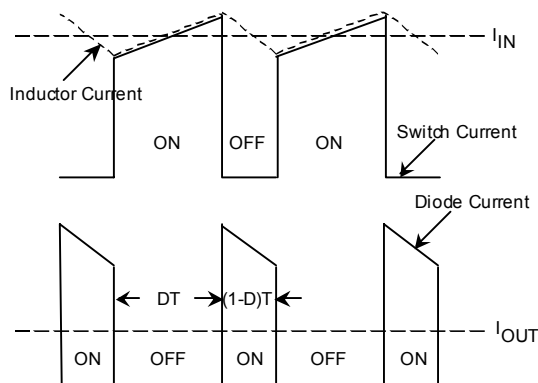 I_IN
Inductor Current
ON OFF ON
Switch Current
Diode Current
DT (1-D)T
I_OUT
ON OFF ON OFF ON